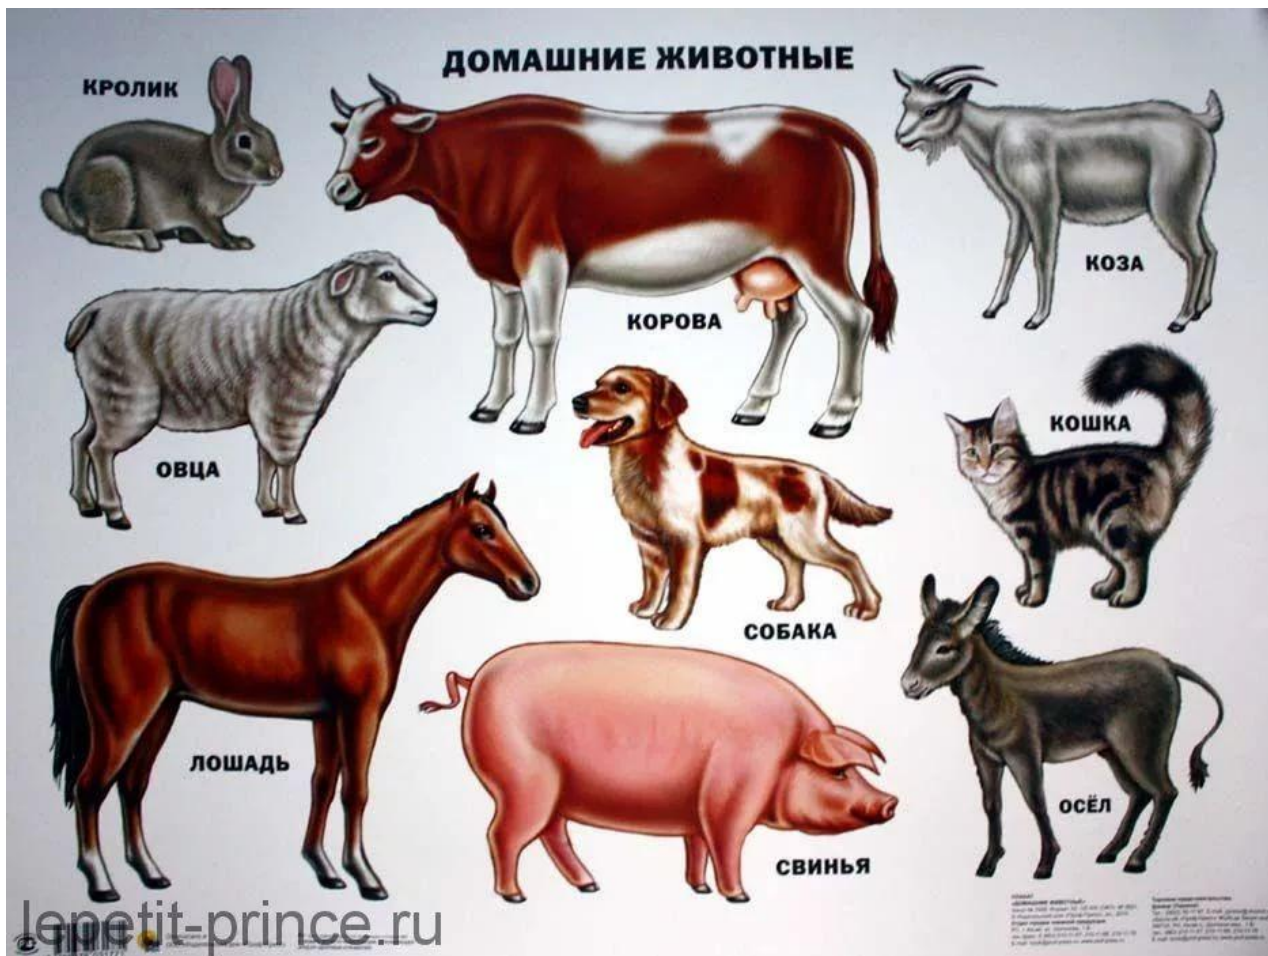 ДОМАШНИЕ ЖИВОТНЫЕ
КРОЛИК
КОЗА
КОРОВА
КОШКА
ОВЦА
СОБАКА
ЛОШАДЬ
ОСЁЛ
СВИНЬЯ
lepetit-prince.ru